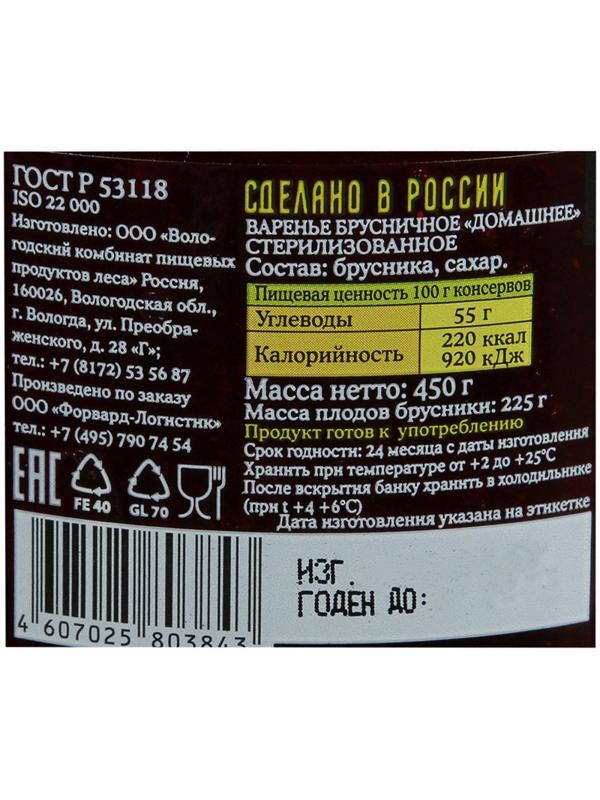 ГОСТ Р 53118
ISO 22 000
Изготовлено: ООО «Воло-
годский комбинат пищевых
продуктов леса» Россия,
160026, Вологодская обл.,
г. Вологда, ул. Преобра-
женского, д. 28 «Г»;
тел.: +7 (8172) 53 56 87
Произведено по заказу
ООО «Форвард-Логистик»
тел.: +7 (495) 790 74 54
EAC
FE 40
GL 70
4 607025 803843
СДЕЛАНО В РОССИИ
ВАРЕНЬЕ БРУСНИЧНОЕ «ДОМАШНЕЕ»
СТЕРИЛИЗОВАННОЕ
Состав: брусника, сахар.
Пищевая ценность 100 г консервов
Углеводы 55 г
Калорийность 220 ккал
920 кДж
Масса нетто: 450 г
Масса плодов брусники: 225 г
Продукт готов к употреблению
Срок годности: 24 месяца с даты изготовления
Хранить при температуре от +2 до +25°С
После вскрытия банку хранить в холодильнике
(при t +4 +6°С)
Дата изготовления указана на этикетке
ИЗГ.
ГОДЕН ДО: